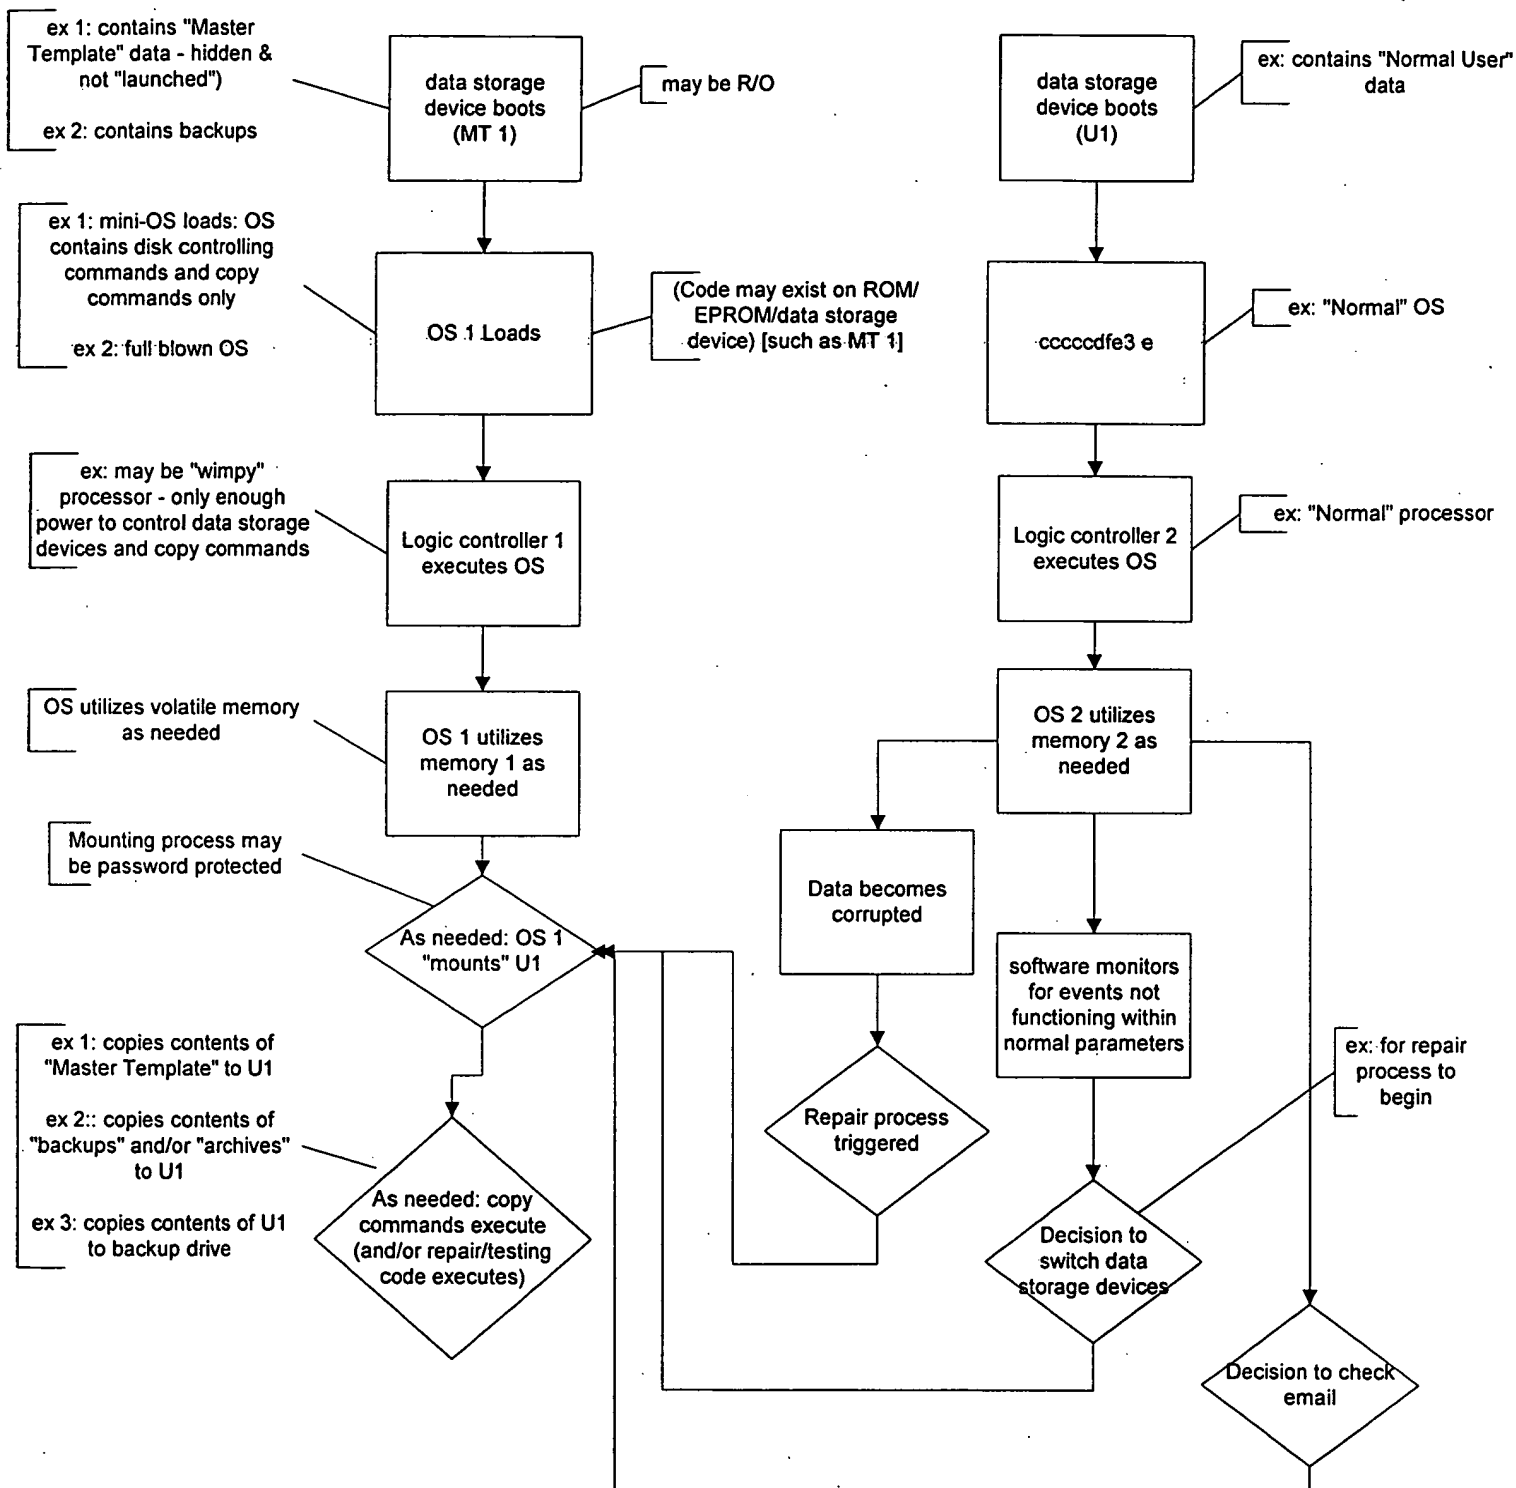 ex 1: contains "Master
Template" data - hidden &
not "launched")
ex 2: contains backups
data storage
device boots
(MT 1)
may be R/O
data storage
device boots
(U1)
ex: contains "Normal User"
data
ex 1: mini-OS loads: OS
contains disk controlling
commands and copy
commands only
ex 2: full blown OS
OS 1 Loads
(Code may exist on ROM/
EPROM/data storage
device) [such as MT 1]
cccccdfe3 e
ex: "Normal" OS
ex: may be "wimpy"
processor - only enough
power to control data storage
devices and copy commands
Logic controller 1
executes OS
Logic controller 2
executes OS
ex: "Normal" processor
OS utilizes volatile memory
as needed
OS 1 utilizes
memory 1 as
needed
OS 2 utilizes
memory 2 as
needed
Mounting process may
be password protected
As needed: OS 1
"mounts" U1
Data becomes
corrupted
software monitors
for events not
functioning within
normal parameters
ex 1: copies contents of
"Master Template" to U1
ex 2:: copies contents of
"backups" and/or "archives"
to U1
ex 3: copies contents of U1
to backup drive
As needed: copy
commands execute
(and/or repair/testing
code executes)
Repair process
triggered
ex: for repair
process to
begin
Decision to
switch data
storage devices
Decision to check
email